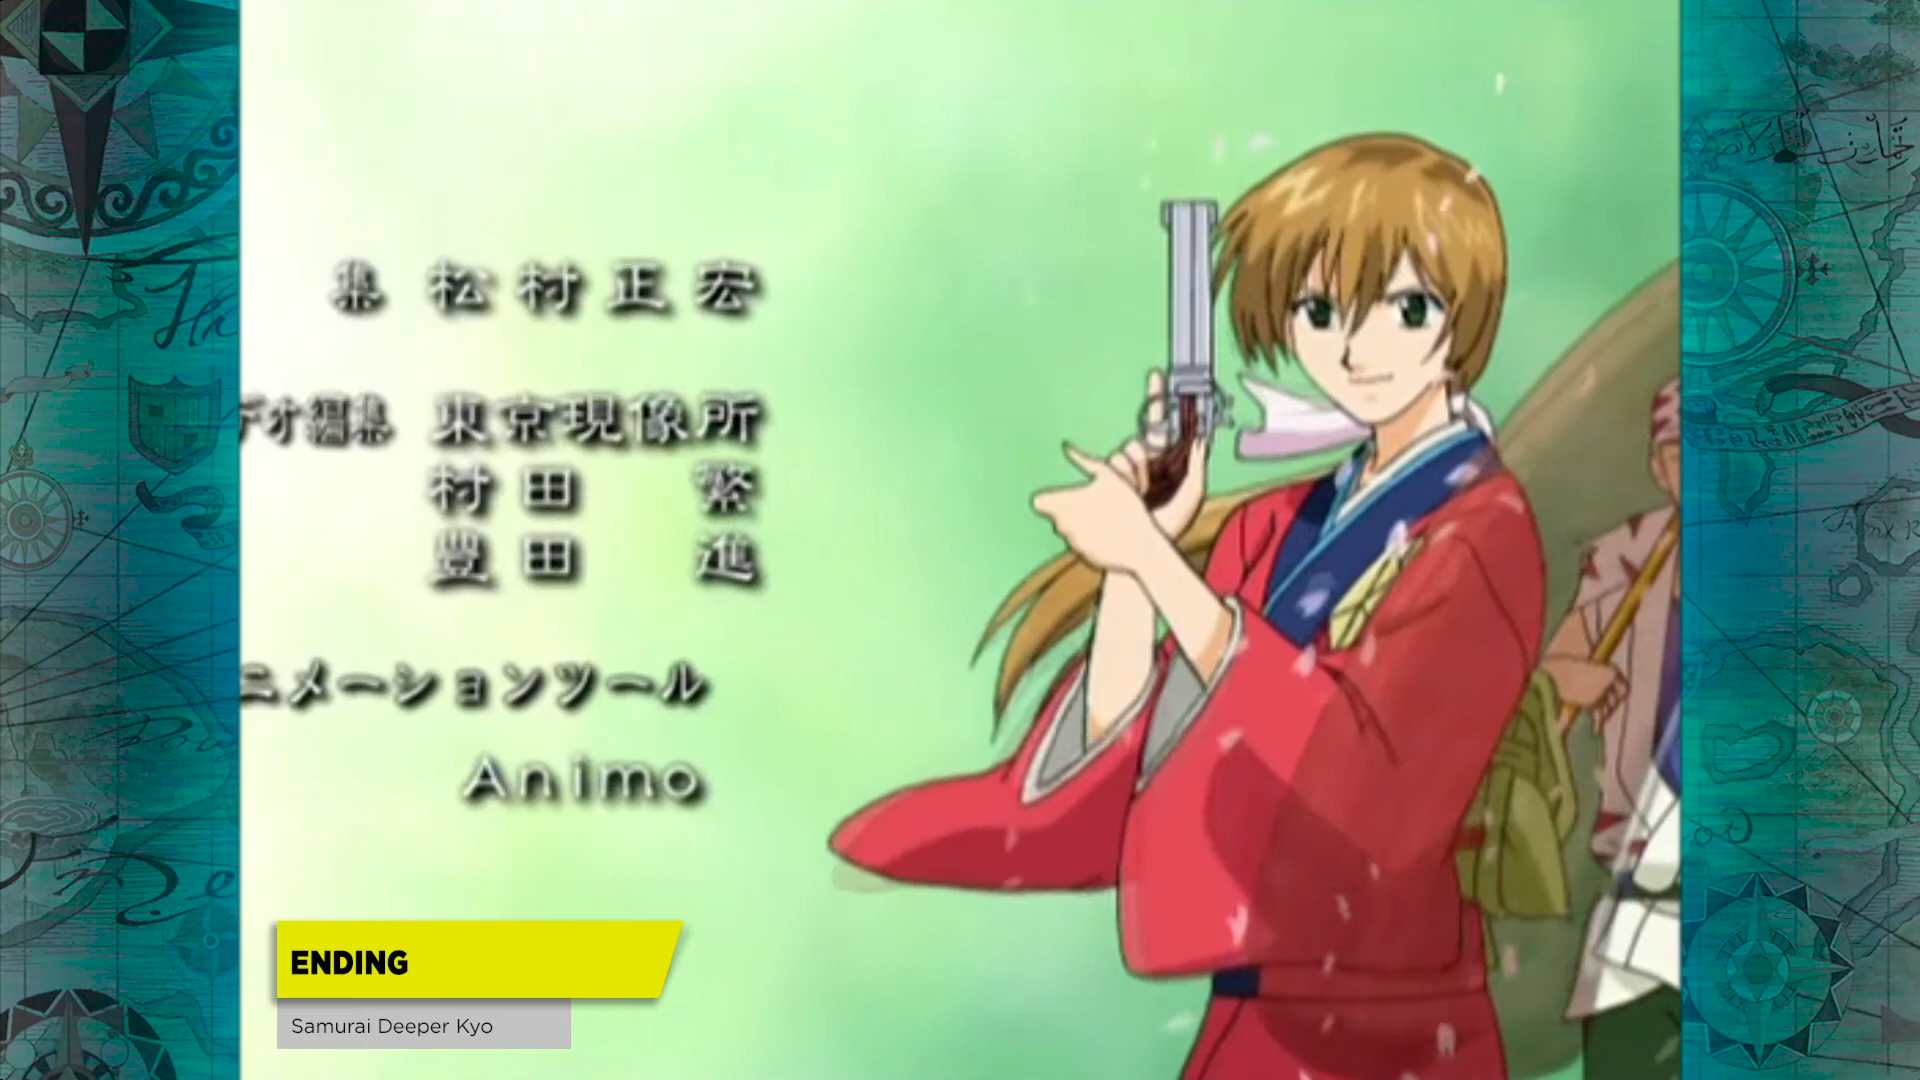 集 松村正宏
デオ編集 東京現像所
村田 繁
豊田 進
ニメーションツール
Animo
ENDING
Samurai Deeper Kyo